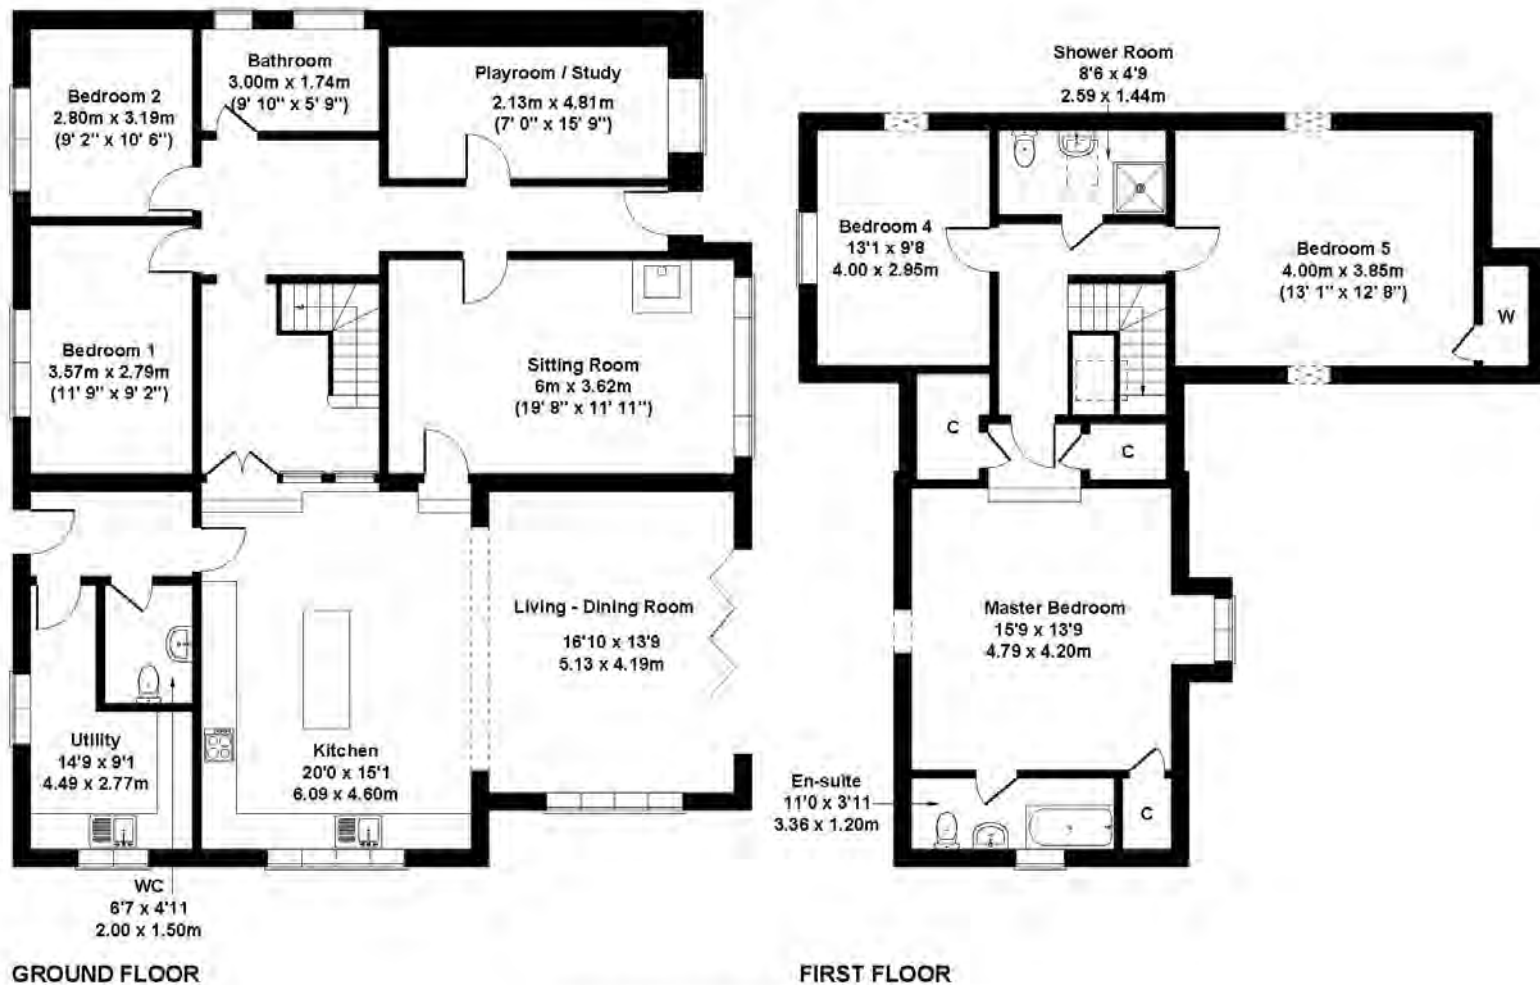 Bathroom
3.00m x 1.74m
(9' 10" x 5' 9")
Playroom / Study
2.13m x 4.81m
(7' 0" x 15' 9")
Bedroom 2
2.80m x 3.19m
(9' 2" x 10' 6")
Bedroom 1
3.57m x 2.79m
(11' 9" x 9' 2")
Sitting Room
6m x 3.62m
(19' 8" x 11' 11")
Living - Dining Room
16'10 x 13'9
5.13 x 4.19m
Utility
14'9 x 9'1
4.49 x 2.77m
Kitchen
20'0 x 15'1
6.09 x 4.60m
WC
6'7 x 4'11
2.00 x 1.50m
GROUND FLOOR
Shower Room
8'6 x 4'9
2.59 x 1.44m
Bedroom 4
13'1 x 9'8
4.00 x 2.95m
Bedroom 5
4.00m x 3.85m
(13' 1" x 12' 8")
W
C
C
Master Bedroom
15'9 x 13'9
4.79 x 4.20m
En-suite
11'0 x 3'11
3.36 x 1.20m
C
FIRST FLOOR